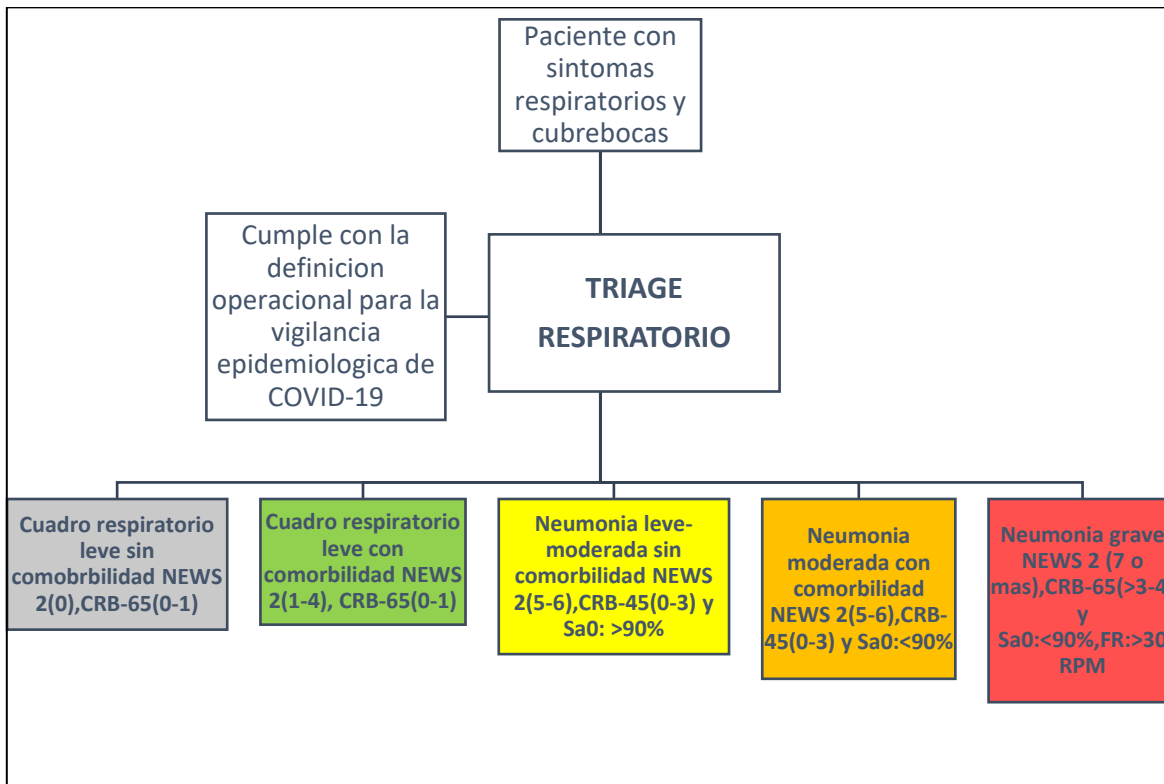 Paciente con
sintomas
respiratorios y
cubrebocas
Cumple con la
definicion
operacional para la
vigilancia
epidemiologica de
COVID-19
TRIAGE
RESPIRATORIO
Cuadro respiratorio
leve sin
comobrbilidad NEWS
2(0),CRB-65(0-1)
Cuadro respiratorio
leve con
comorbilidad NEWS
2(1-4), CRB-65(0-1)
Neumonia leve-
moderada sin
comorbilidad NEWS
2(5-6),CRB-45(0-3) y
Sa0: >90%
Neumonia
moderada con
comorbilidad
NEWS 2(5-6),CRB-
45(0-3) y Sa0:<90%
Neumonia grave
NEWS 2 (7 o
mas),CRB-65(>3-4
y
Sa0:<90%,FR:>30
RPM